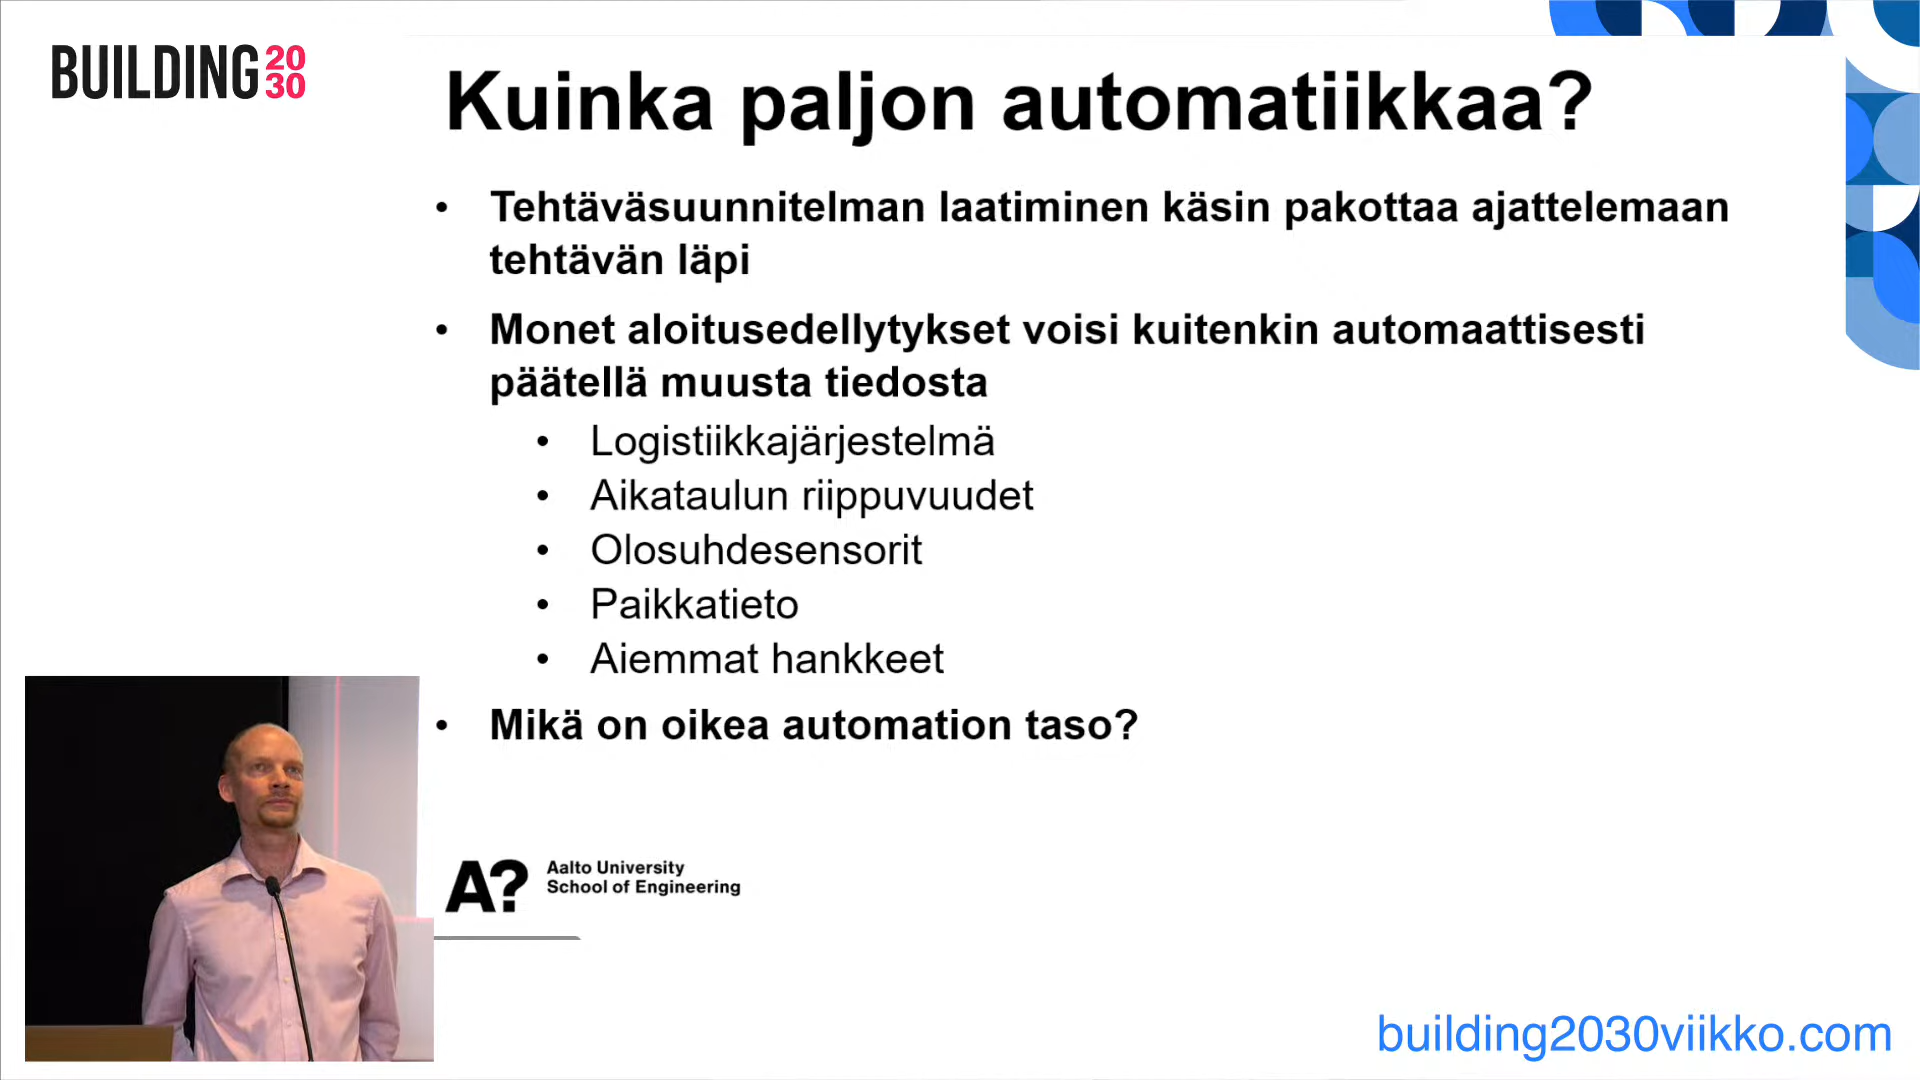 BUILDING 2030
Kuinka paljon automatiikkaa?
• Tehtäväsuunnitelman laatiminen käsin pakottaa ajattelemaan
tehtävän läpi
• Monet aloitusedellytykset voisi kuitenkin automaattisesti
päätellä muusta tiedosta
• Logistiikkajärjestelmä
• Aikataulun riippuvuudet
• Olosuhdesensorit
• Paikkatieto
• Aiemmat hankkeet
• Mikä on oikea automation taso?
A?
Aalto University
School of Engineering
building2030viikko.com